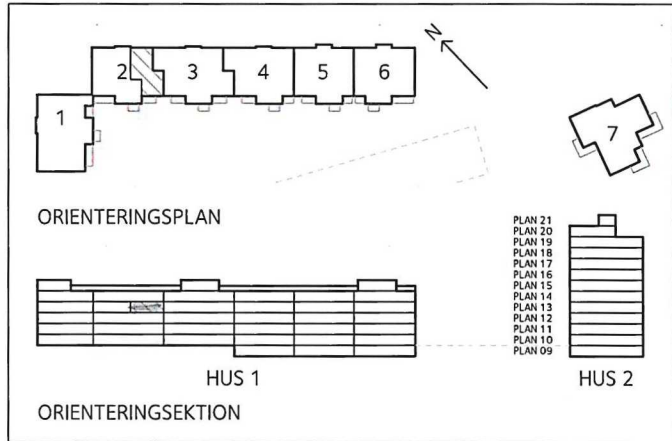 N
1
2
3
4
5
6
7
ORIENTERINGSPLAN
PLAN 21
PLAN 20
PLAN 19
PLAN 18
PLAN 17
PLAN 16
PLAN 15
PLAN 14
PLAN 13
PLAN 12
PLAN 11
PLAN 10
PLAN 09
HUS 1
HUS 2
ORIENTERINGSEKTION